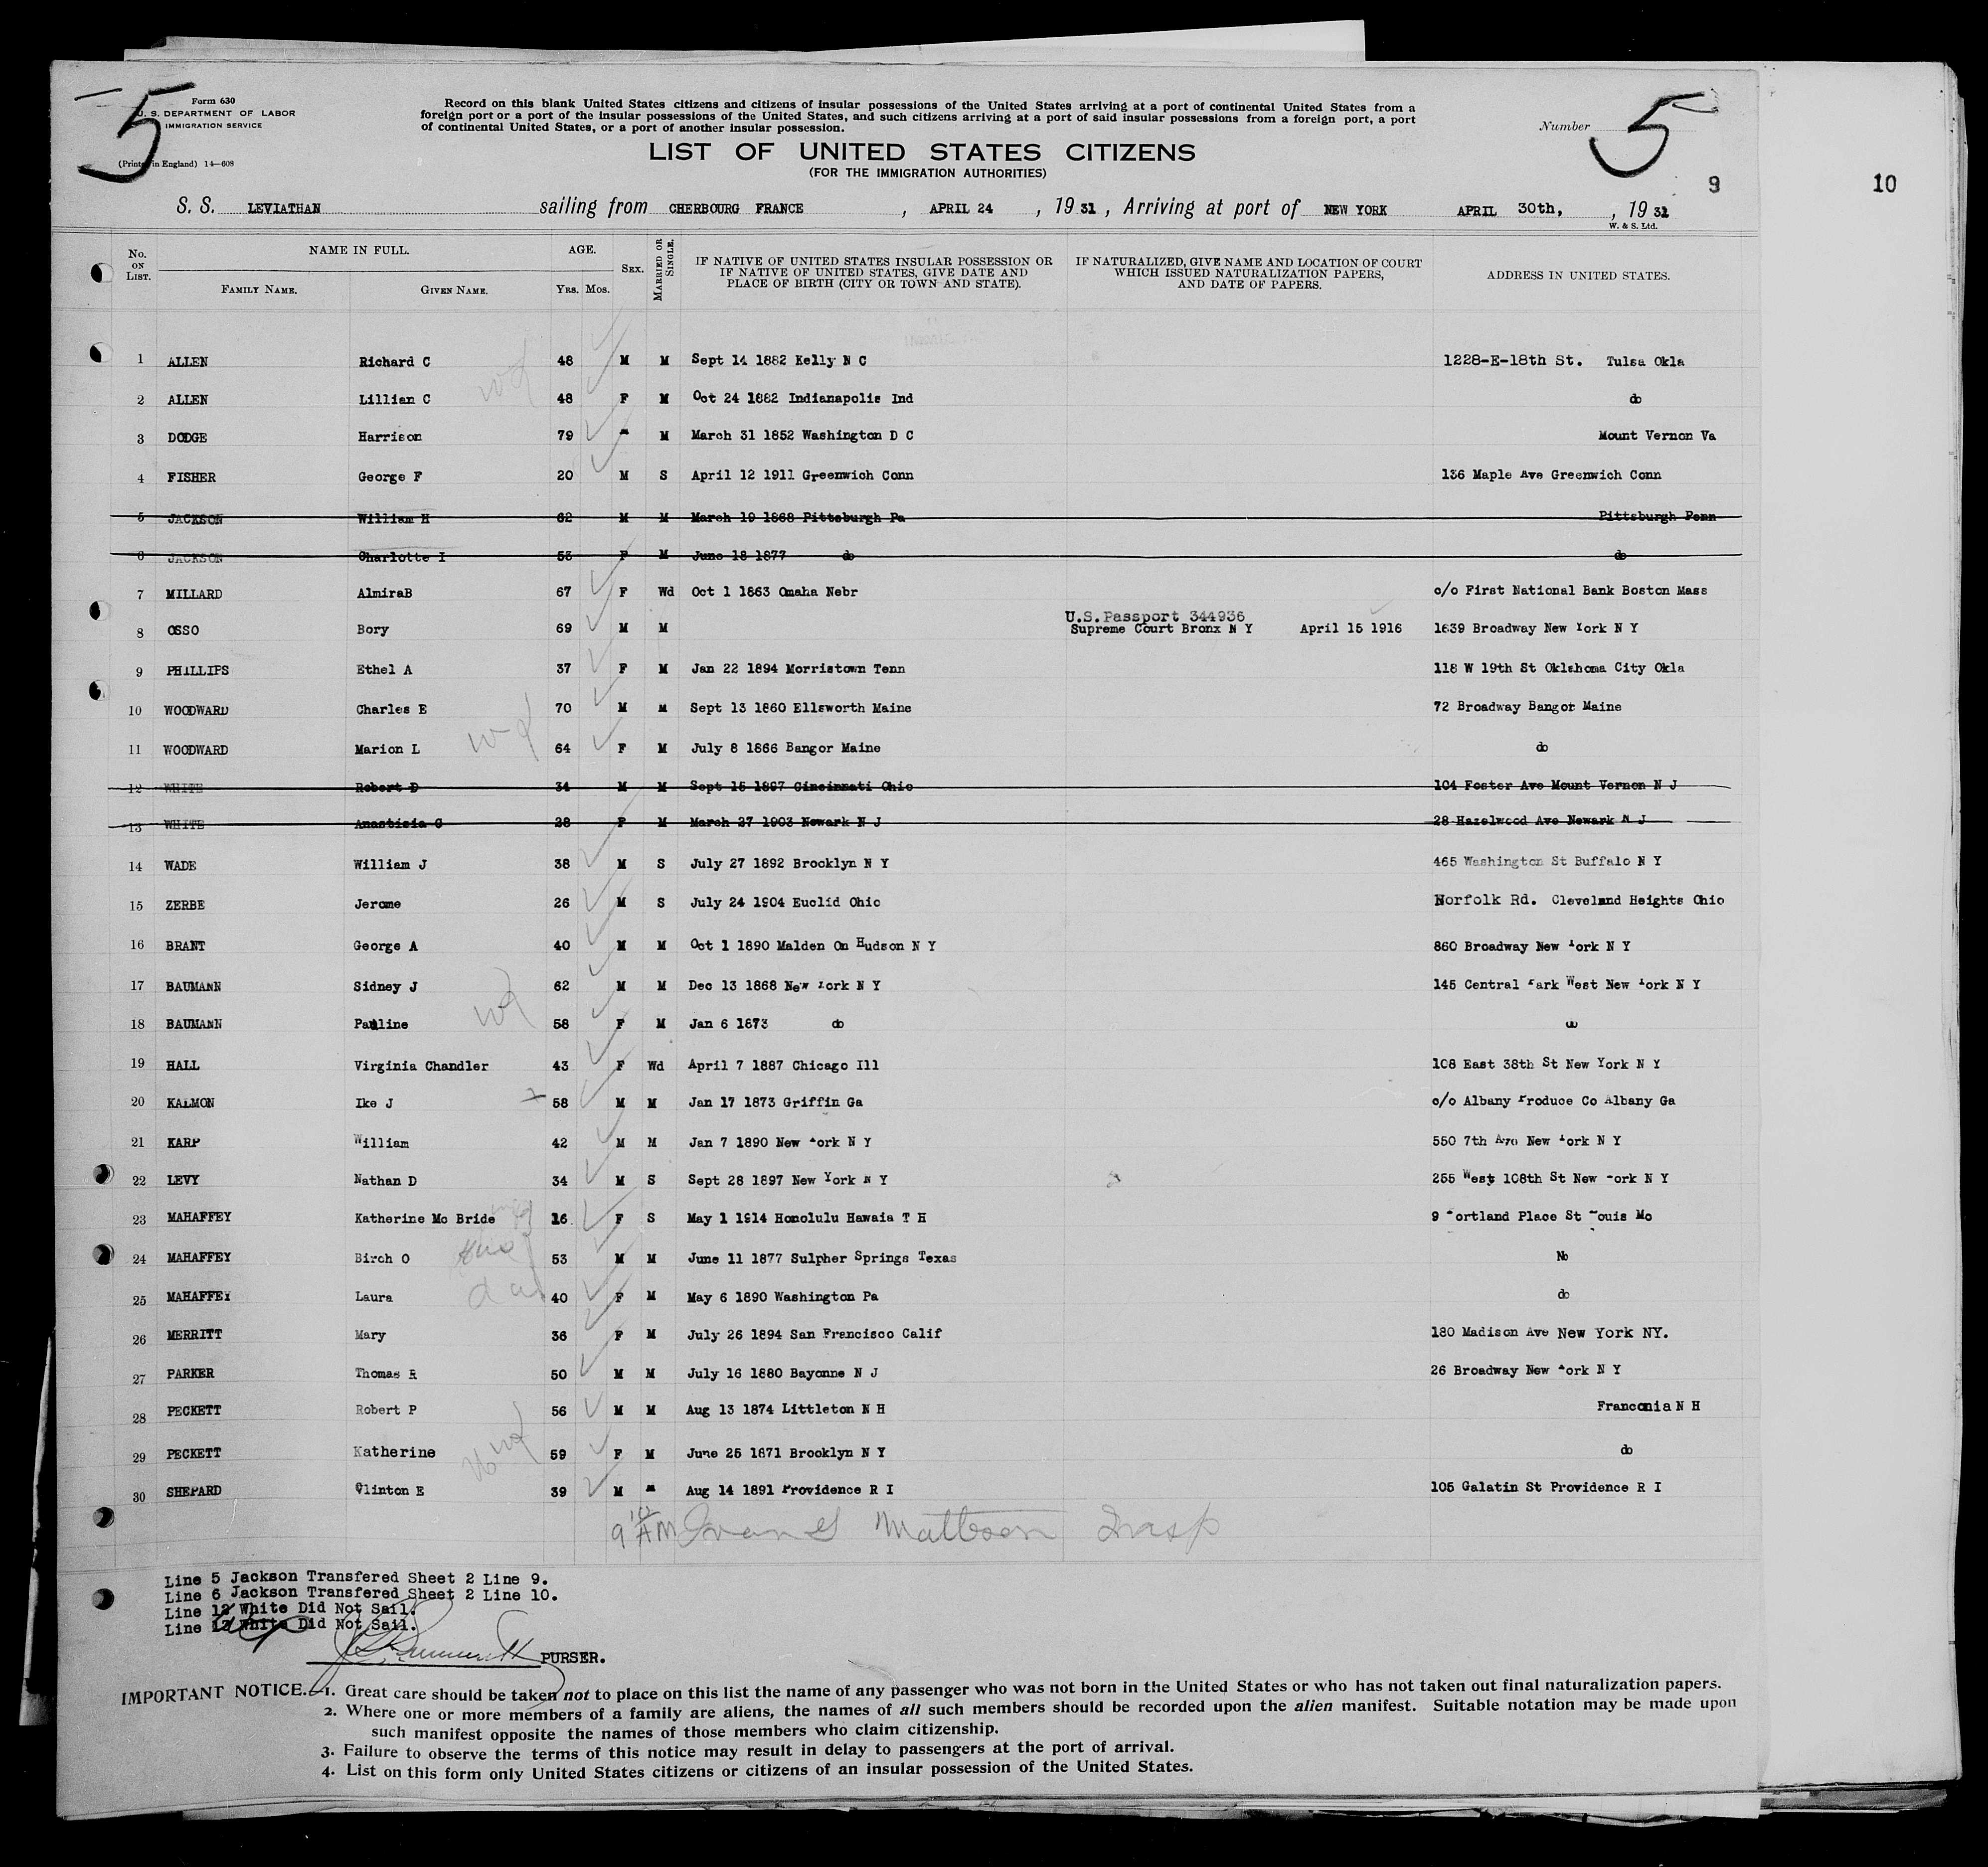 5
Form 630
U. S. DEPARTMENT OF LABOR
IMMIGRATION SERVICE
(Printed in England) 14—608
Record on this blank United States citizens and citizens of insular possessions of the United States arriving at a port of continental United States from a
foreign port or a port of the insular possessions of the United States, and such citizens arriving at a port of said insular possessions from a foreign port, a port
of continental United States, or a port of another insular possession.
Number 5
LIST OF UNITED STATES CITIZENS
(FOR THE IMMIGRATION AUTHORITIES)
9
10
S. S. LEVIATHAN sailing from CHERBOURG FRANCE , APRIL 24 , 19 31 , Arriving at port of NEW YORK APRIL 30th, , 19 31
W. & S. Ltd.
No. ON LIST. NAME IN FULL. FAMILY NAME. GIVEN NAME. AGE. YRS. MOS. SEX. MARRIED OR SINGLE. IF NATIVE OF UNITED STATES INSULAR POSSESSION OR IF NATIVE OF UNITED STATES, GIVE DATE AND PLACE OF BIRTH (CITY OR TOWN AND STATE). IF NATURALIZED, GIVE NAME AND LOCATION OF COURT WHICH ISSUED NATURALIZATION PAPERS, AND DATE OF PAPERS. ADDRESS IN UNITED STATES.
1 ALLEN Richard C 48 M M Sept 14 1882 Kelly N C 1228-E-18th St. Tulsa Okla
2 ALLEN Lillian C 48 F M Oct 24 1882 Indianapolis Ind do
3 DODGE Harrison 79 M M March 31 1852 Washington D C Mount Vernon Va
4 FISHER George F 20 M S April 12 1911 Greenwich Conn 136 Maple Ave Greenwich Conn
5 JACKSON William H 62 M M March 19 1868 Pittsburgh Pa Pittsburgh Penn
6 JACKSON Charlotte I 53 F M June 18 1877 do do
7 MILLARD AlmiraB 67 F Wd Oct 1 1863 Omaha Nebr c/o First National Bank Boston Mass
U.S.Passport 344936
8 OSSO Bory 69 M M Supreme Court Bronx N Y April 15 1916 1639 Broadway New York N Y
9 PHILLIPS Ethel A 37 F M Jan 22 1894 Morristown Tenn 118 W 19th St Oklahoma City Okla
10 WOODWARD Charles E 70 M M Sept 13 1860 Ellsworth Maine 72 Broadway Bangor Maine
11 WOODWARD Marion L 64 F M July 8 1866 Bangor Maine do
12 WHITE Robert D 34 M M Sept 15 1897 Cincinnati Ohio 104 Foster Ave Mount Vernon N J
13 WHITE Anastisia G 28 F M March 27 1903 Newark N J 28 Hazelwood Ave Newark N J
14 WADE William J 38 M S July 27 1892 Brooklyn N Y 465 Washington St Buffalo N Y
15 ZERBE Jerome 26 M S July 24 1904 Euclid Ohio Norfolk Rd. Cleveland Heights Ohio
16 BRANT George A 40 M M Oct 1 1890 Malden On Hudson N Y 860 Broadway New York N Y
17 BAUMANN Sidney J wf 62 M M Dec 13 1868 New York N Y 145 Central Park West New York N Y
18 BAUMANN Pauline 58 F M Jan 6 1873 do do
19 HALL Virginia Chandler 43 F Wd April 7 1887 Chicago Ill 108 East 38th St New York N Y
20 KALMON Ike J 58 M M Jan 17 1873 Griffin Ga c/o Albany Produce Co Albany Ga
21 KARP William 42 M M Jan 7 1890 New York N Y 550 7th Ave New York N Y
22 LEVY Nathan D 34 M S Sept 28 1897 New York N Y 255 West 108th St New York N Y
23 MAHAFFEY Katherine Mc Bride 16 F S May 1 1914 Honolulu Hawaia T H 9 Portland Place St Louis Mo
24 MAHAFFEY Birch O 53 M M June 11 1877 Sulpher Springs Texas No
25 MAHAFFEY Laura 40 F M May 6 1890 Washington Pa do
26 MERRITT Mary 36 F M July 26 1894 San Francisco Calif 180 Madison Ave New York NY.
27 PARKER Thomas R 50 M M July 16 1880 Bayonne N J 26 Broadway New York N Y
28 PECKETT Robert P 56 M M Aug 13 1874 Littleton N H Franconia N H
29 PECKETT Katherine 59 F M June 25 1871 Brooklyn N Y do
30 SHEPARD Clinton E 39 M M Aug 14 1891 Providence R I 105 Galatin St Providence R I
9 10 AM Ivan G Mattoon Insp
Line 5 Jackson Transfered Sheet 2 Line 9.
Line 6 Jackson Transfered Sheet 2 Line 10.
Line 12 White Did Not Sail.
Line 13 White Did Not Sail.
PURSER.
IMPORTANT NOTICE.—1. Great care should be taken not to place on this list the name of any passenger who was not born in the United States or who has not taken out final naturalization papers.
2. Where one or more members of a family are aliens, the names of all such members should be recorded upon the alien manifest. Suitable notation may be made upon
such manifest opposite the names of those members who claim citizenship.
3. Failure to observe the terms of this notice may result in delay to passengers at the port of arrival.
4. List on this form only United States citizens or citizens of an insular possession of the United States.